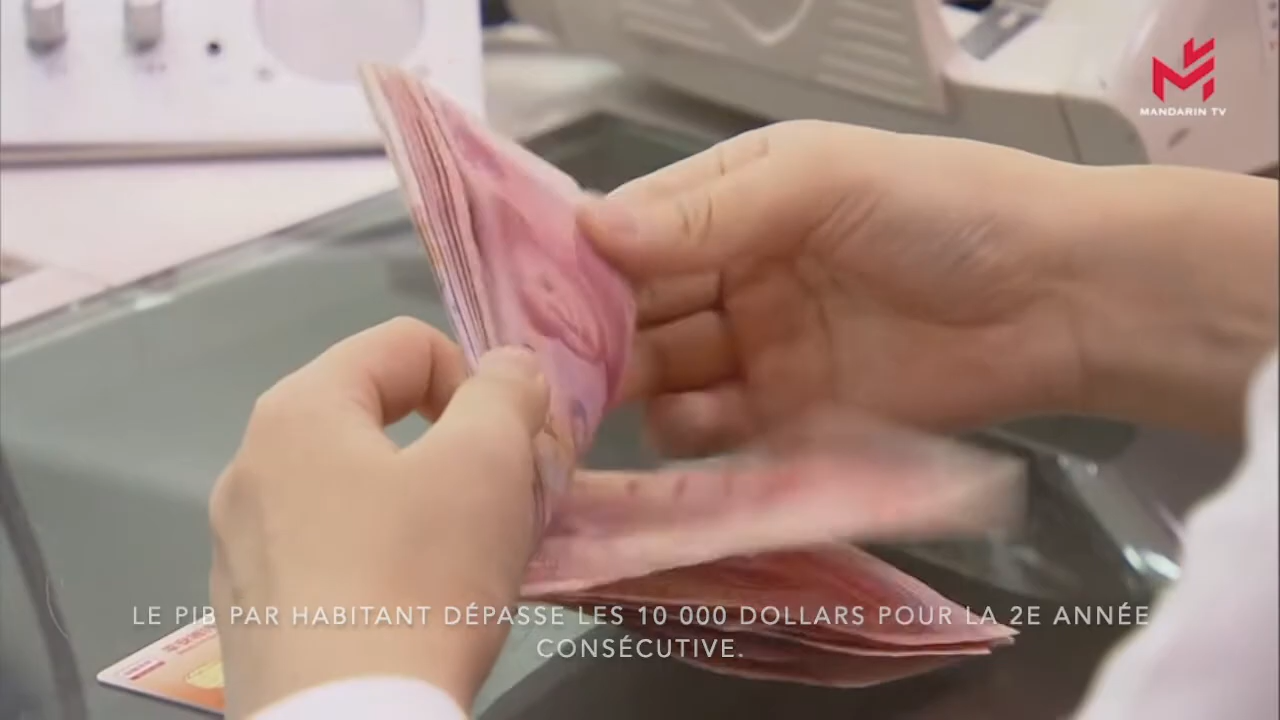 MANDARIN TV
LE PIB PAR HABITANT DÉPASSE LES 10 000 DOLLARS POUR LA 2E ANNÉE
CONSÉCUTIVE.